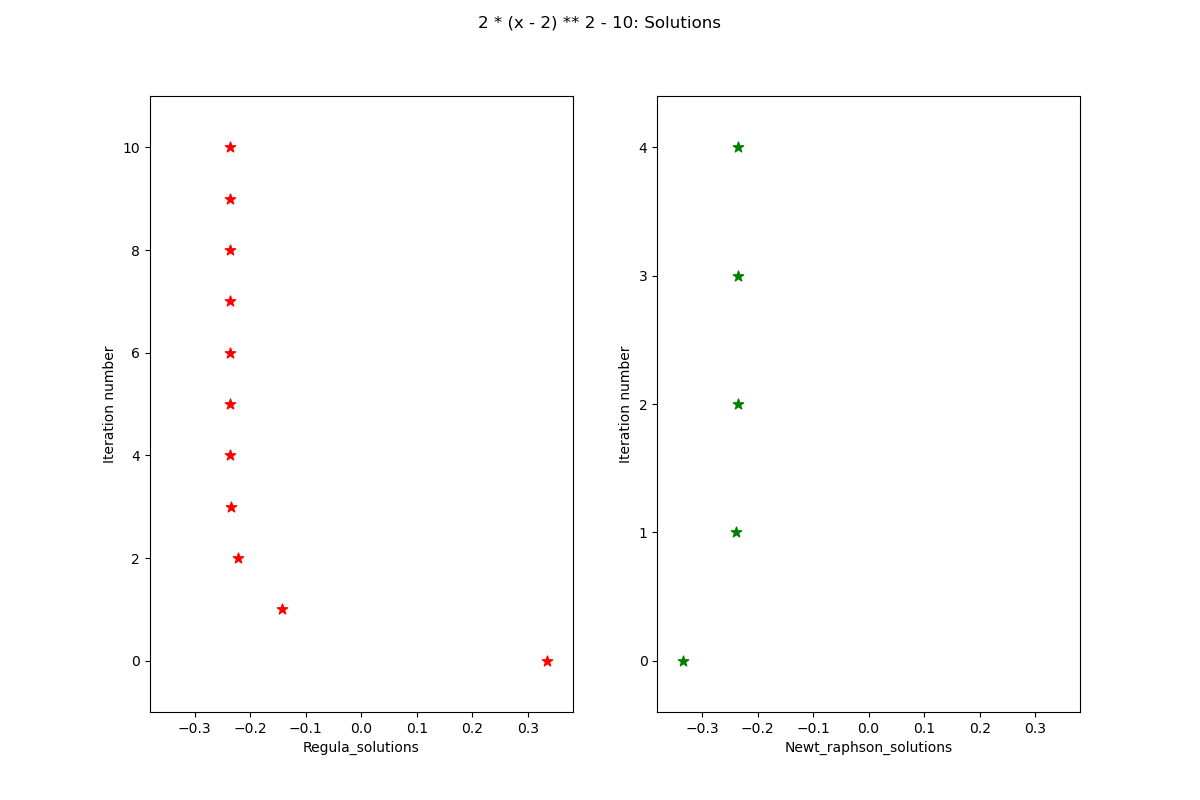 2 * (x - 2) ** 2 - 10: Solutions
10
8
6
4
2
0
Iteration number
−0.3 −0.2 −0.1 0.0 0.1 0.2 0.3
Regula_solutions
4
3
2
1
0
Iteration number
−0.3 −0.2 −0.1 0.0 0.1 0.2 0.3
Newt_raphson_solutions